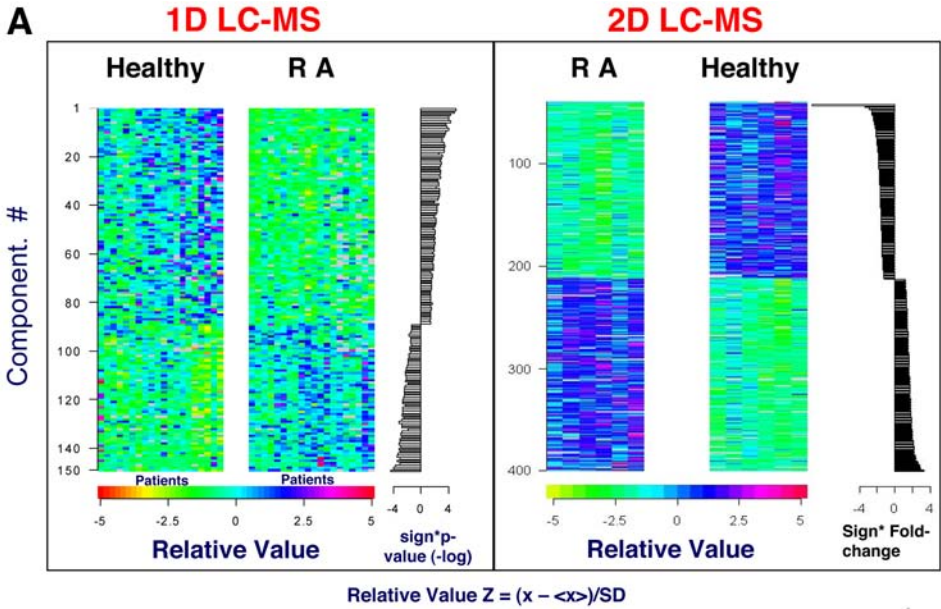 A
1D LC-MS
2D LC-MS
Healthy
R A
R A
Healthy
Component. #
1
20
40
60
80
100
120
140
150
100
200
300
400
Patients
Patients
-5 -2.5 0 2.5 5
-4 0 4
-5 -2.5 0 2.5 5
-4 0 4
Relative Value
sign*p-
value (-log)
Relative Value
Sign* Fold-
change
Relative Value Z = (x – <x>)/SD